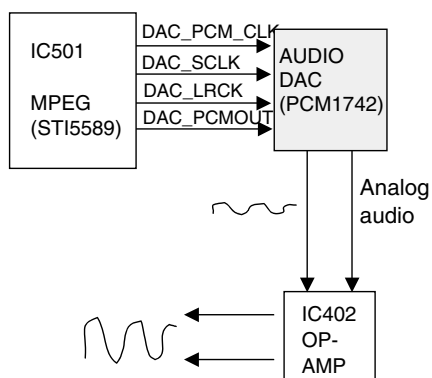 IC501
MPEG
(STI5589)
DAC_PCM_CLK
DAC_SCLK
DAC_LRCK
DAC_PCMOUT
AUDIO
DAC
(PCM1742)
Analog
audio
IC402
OP-
AMP